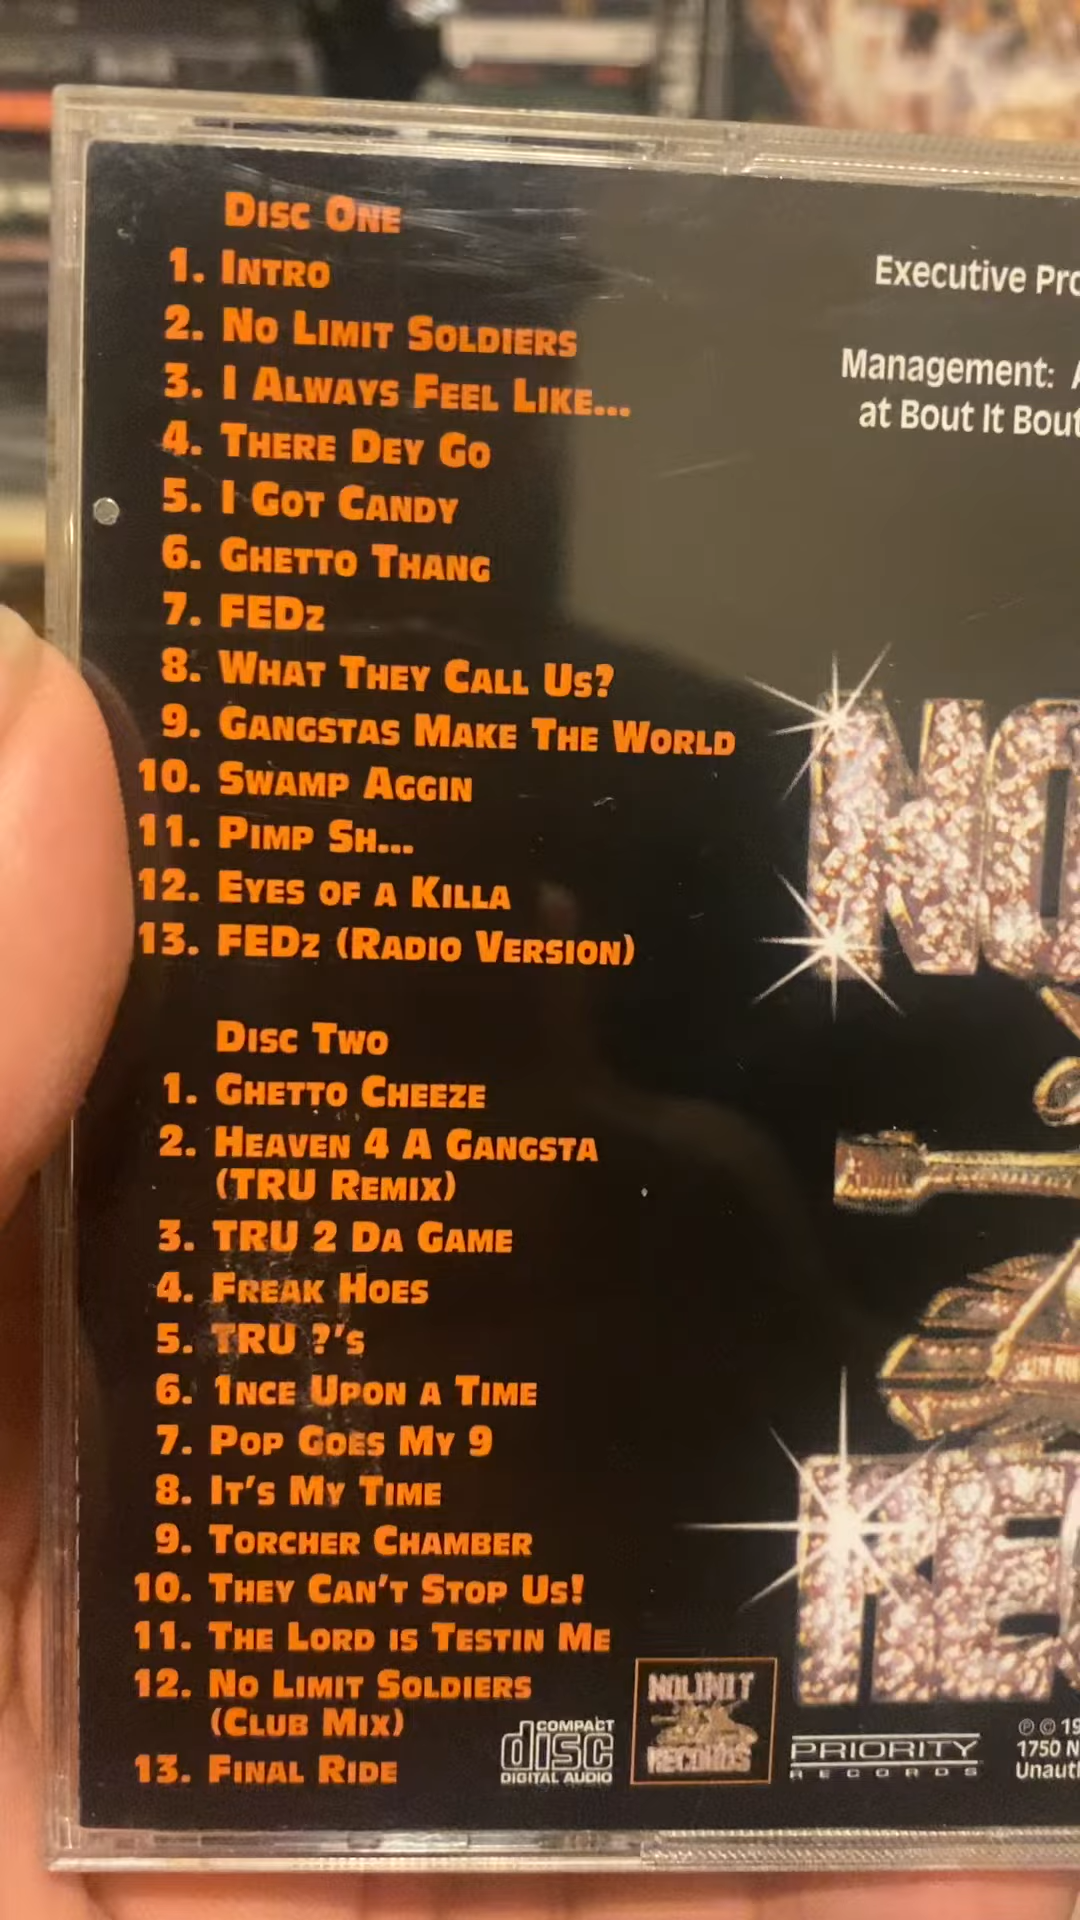 Disc One
1. Intro
2. No Limit Soldiers
3. I Always Feel Like...
4. There Dey Go
5. I Got Candy
6. Ghetto Thang
7. FEDz
8. What They Call Us?
9. Gangstas Make The World
10. Swamp Aggin
11. Pimp Sh...
12. Eyes of a Killa
13. FEDz (Radio Version)
Disc Two
1. Ghetto Cheeze
2. Heaven 4 A Gangsta
(TRU Remix)
3. TRU 2 Da Game
4. Freak Hoes
5. TRU ?'s
6. 1nce Upon a Time
7. Pop Goes My 9
8. It's My Time
9. Torcher Chamber
10. They Can't Stop Us!
11. The Lord is Testin Me
12. No Limit Soldiers
(Club Mix)
13. Final Ride
Executive
Management:
at Bout It Bout
NO
COMPACT
disc
DIGITAL AUDIO
NO LIMIT
RECORDS
PRIORITY
RECORDS
℗ © 19
1750 N